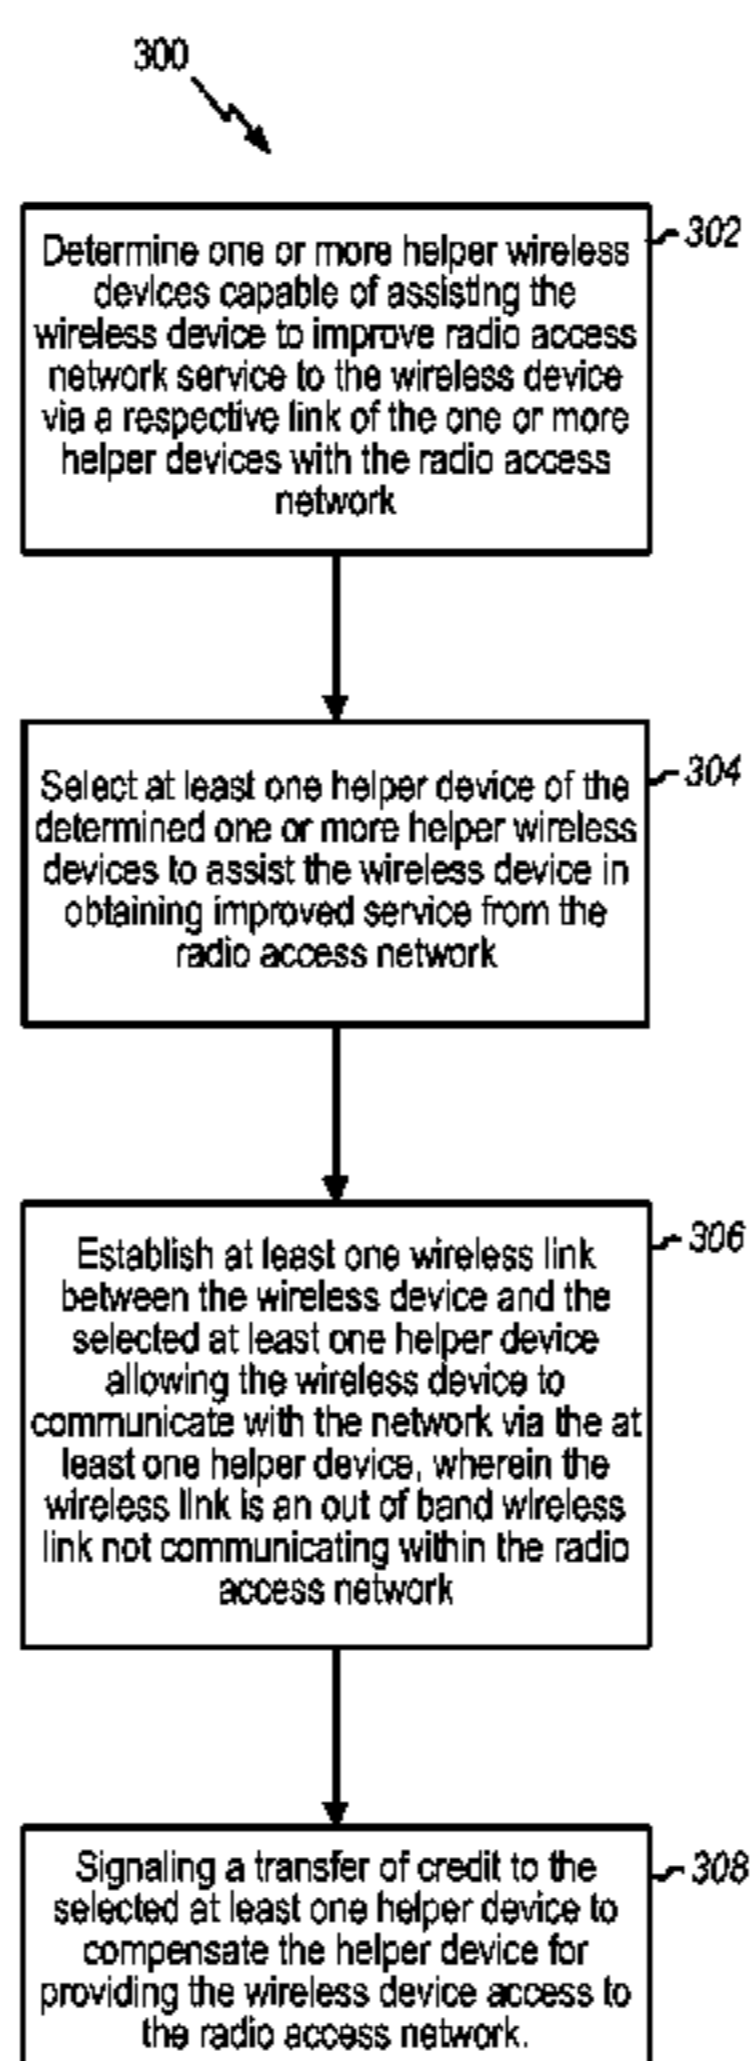 300
302
Determine one or more helper wireless
devices capable of assisting the
wireless device to improve radio access
network service to the wireless device
via a respective link of the one or more
helper devices with the radio access
network
304
Select at least one helper device of the
determined one or more helper wireless
devices to assist the wireless device in
obtaining improved service from the
radio access network
306
Establish at least one wireless link
between the wireless device and the
selected at least one helper device
allowing the wireless device to
communicate with the network via the at
least one helper device, wherein the
wireless link is an out of band wireless
link not communicating within the radio
access network
308
Signaling a transfer of credit to the
selected at least one helper device to
compensate the helper device for
providing the wireless device access to
the radio access network.